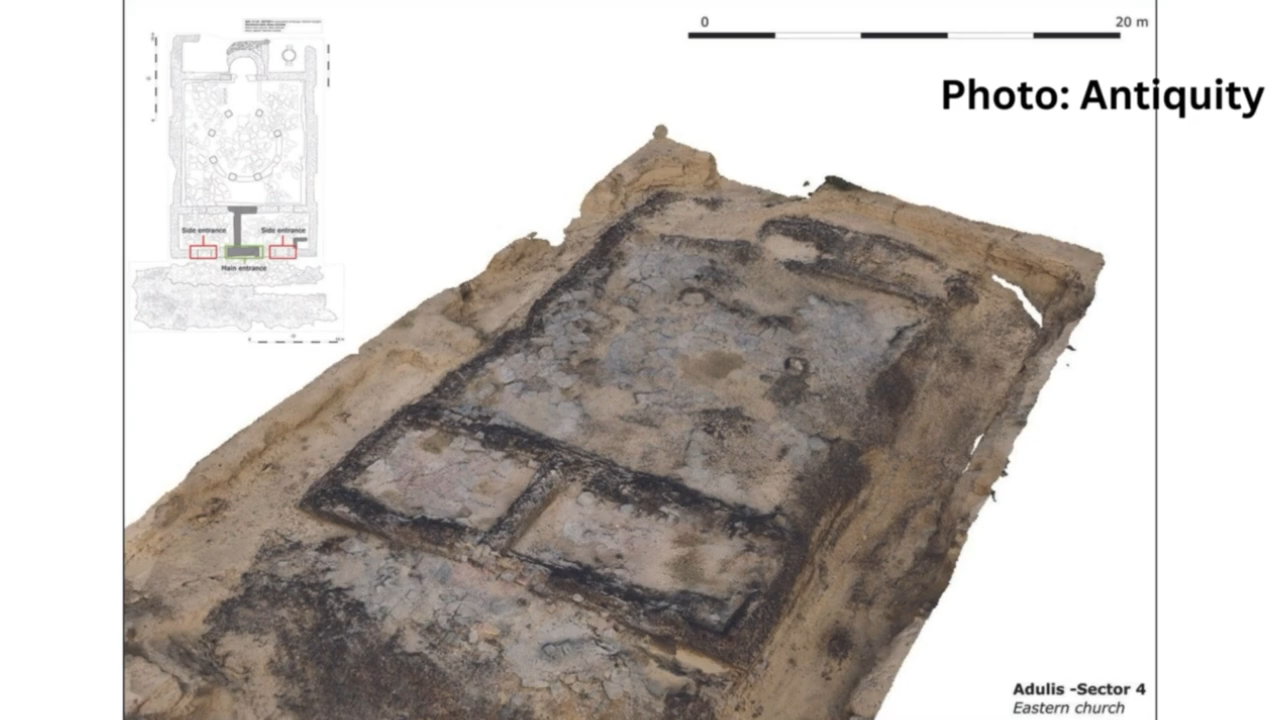 0 20 m
Photo: Antiquity
Side entrance Side entrance
Main entrance
Adulis -Sector 4
Eastern church